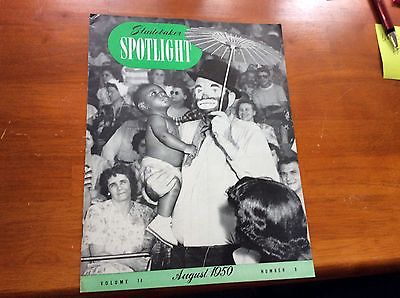 Studebaker
SPOTLIGHT
VOLUME II August 1950 NUMBER 8